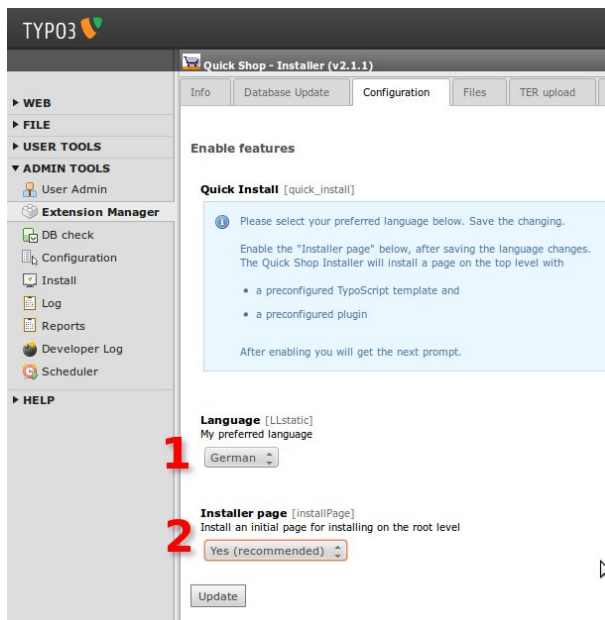 TYPO3
Quick Shop - Installer (v2.1.1)
Info
Database Update
Configuration
Files
TER upload
WEB
FILE
USER TOOLS
ADMIN TOOLS
User Admin
Extension Manager
DB check
Configuration
Install
Log
Reports
Developer Log
Scheduler
HELP
Enable features
Quick Install [quick_install]
Please select your preferred language below. Save the changing.
Enable the "Installer page" below, after saving the language changes.
The Quick Shop Installer will install a page on the top level with
• a preconfigured TypoScript template and
• a preconfigured plugin
After enabling you will get the next prompt.
Language [LLstatic]
My preferred language
1
German
Installer page [installPage]
Install an initial page for installing on the root level
2
Yes (recommended)
Update